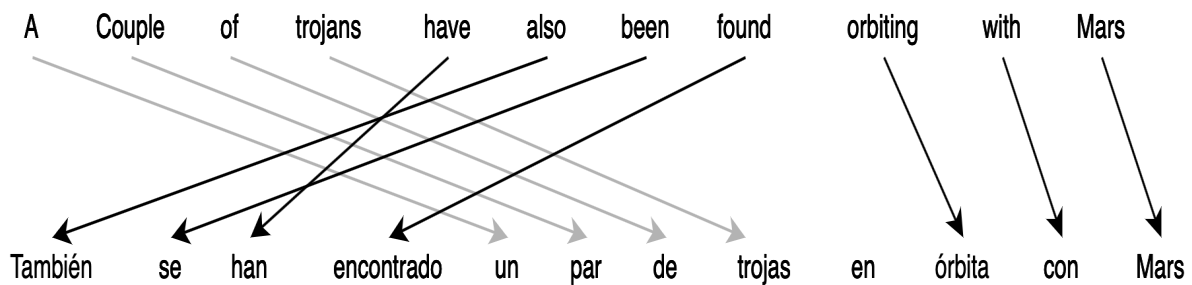 A Couple of trojans have also been found orbiting with Mars
También se han encontrado un par de trojas en órbita con Mars